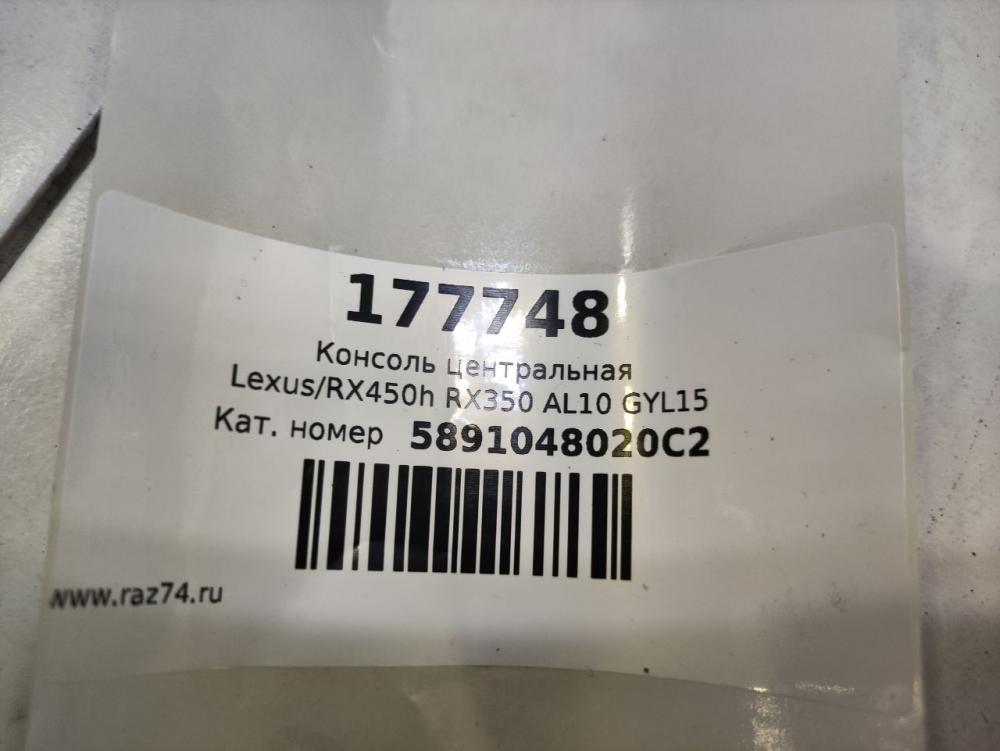 177748
Консоль центральная
Lexus/RX450h RX350 AL10 GYL15
Кат. номер 5891048020C2
www.raz74.ru